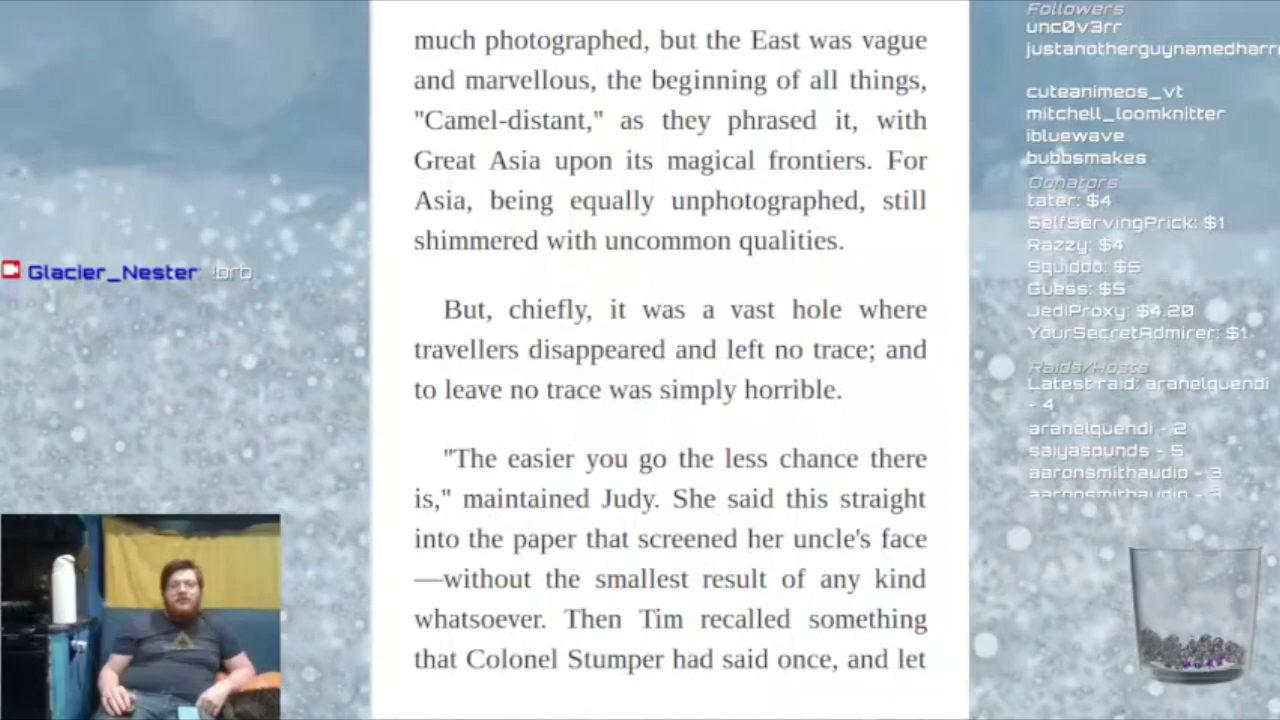 much photographed, but the East was vague
and marvellous, the beginning of all things,
"Camel-distant," as they phrased it, with
Great Asia upon its magical frontiers. For
Asia, being equally unphotographed, still
shimmered with uncommon qualities.
But, chiefly, it was a vast hole where
travellers disappeared and left no trace; and
to leave no trace was simply horrible.
"The easier you go the less chance there
is," maintained Judy. She said this straight
into the paper that screened her uncle's face
—without the smallest result of any kind
whatsoever. Then Tim recalled something
that Colonel Stumper had said once, and let
Glacier_Nester: !brb
Followers
unc0v3rr
justanotherguynamedharr
cuteanimeos_vt
mitchell_loomknitter
ibluewave
bubbsmakes
Donators
tater: $4
SelfServingPrick: $1
Razzy: $4
Squiddo: $5
Guess: $5
JediProxy: $4.20
YourSecretAdmirer: $1
Raids/Hosts
Latest raid: arahelquendi
- 4
arahelquendi - 2
saiyasounds - 5
aaronsmithaudio - 3
aaronsmithaudio - 3